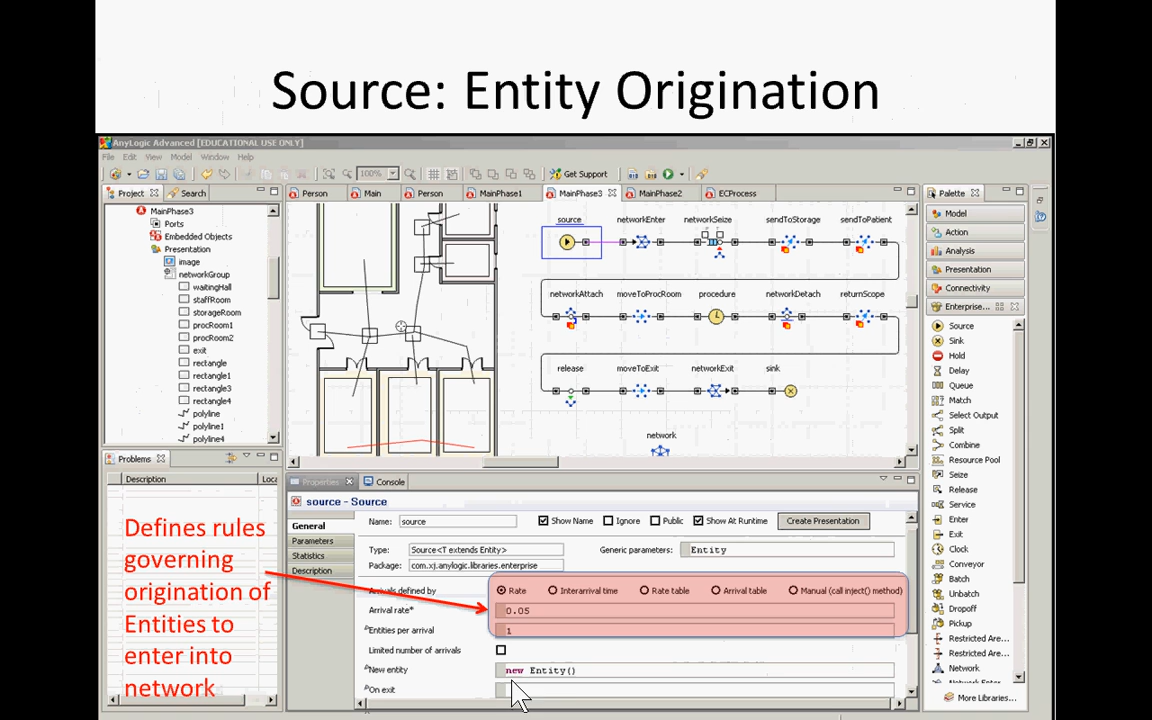 Source: Entity Origination
AnyLogic Advanced [EDUCATIONAL USE ONLY]
File Edit View Model Window Help
100%
Get Support
Project
Search
MainPhase3
Ports
Embedded Objects
Presentation
image
networkGroup
waitingHall
staffRoom
storageRoom
procRoom1
procRoom2
exit
rectangle
rectangle1
rectangle3
rectangle4
polyline
polyline1
polyline4
Problems
Description
Loca
Defines rules
governing
origination of
Entities to
enter into
network
Person
Main
Person
MainPhase1
MainPhase3
MainPhase2
ECProcess
source
networkEnter
networkSeize
sendToStorage
sendToPatient
networkAttach
moveToProcRoom
procedure
networkDetach
returnScope
release
moveToExit
networkExit
sink
network
Properties
Console
source - Source
General
Parameters
Statistics
Description
Name: source
Show Name
Ignore
Public
Show At Runtime
Create Presentation
Type: Source<T extends Entity>
Generic parameters: Entity
Package: com.xj.anylogic.libraries.enterprise
Arrivals defined by
Rate
Interarrival time
Rate table
Arrival table
Manual (call inject() method)
Arrival rate* 0.05
Entities per arrival 1
Limited number of arrivals
New entity new Entity()
On exit
Palette
Model
Action
Analysis
Presentation
Connectivity
Enterprise...
Source
Sink
Hold
Delay
Queue
Match
Select Output
Split
Combine
Resource Pool
Seize
Release
Service
Enter
Exit
Clock
Conveyor
Batch
Unbatch
Dropoff
Pickup
Restricted Are...
Restricted Are...
Network
Network Enter
More Libraries...